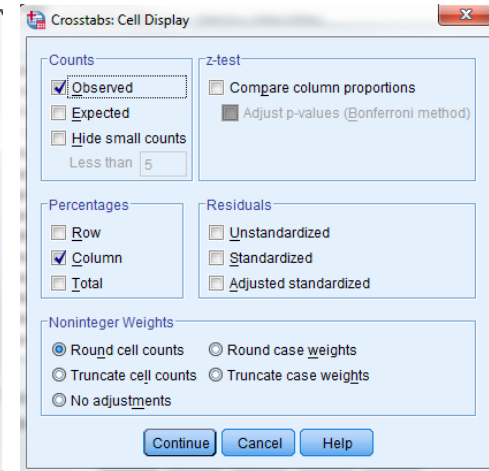 Crosstabs: Cell Display
Counts
Observed
Expected
Hide small counts
Less than 5
z-test
Compare column proportions
Adjust p-values (Bonferroni method)
Percentages
Row
Column
Total
Residuals
Unstandardized
Standardized
Adjusted standardized
Noninteger Weights
Round cell counts Round case weights
Truncate cell counts Truncate case weights
No adjustments
Continue Cancel Help